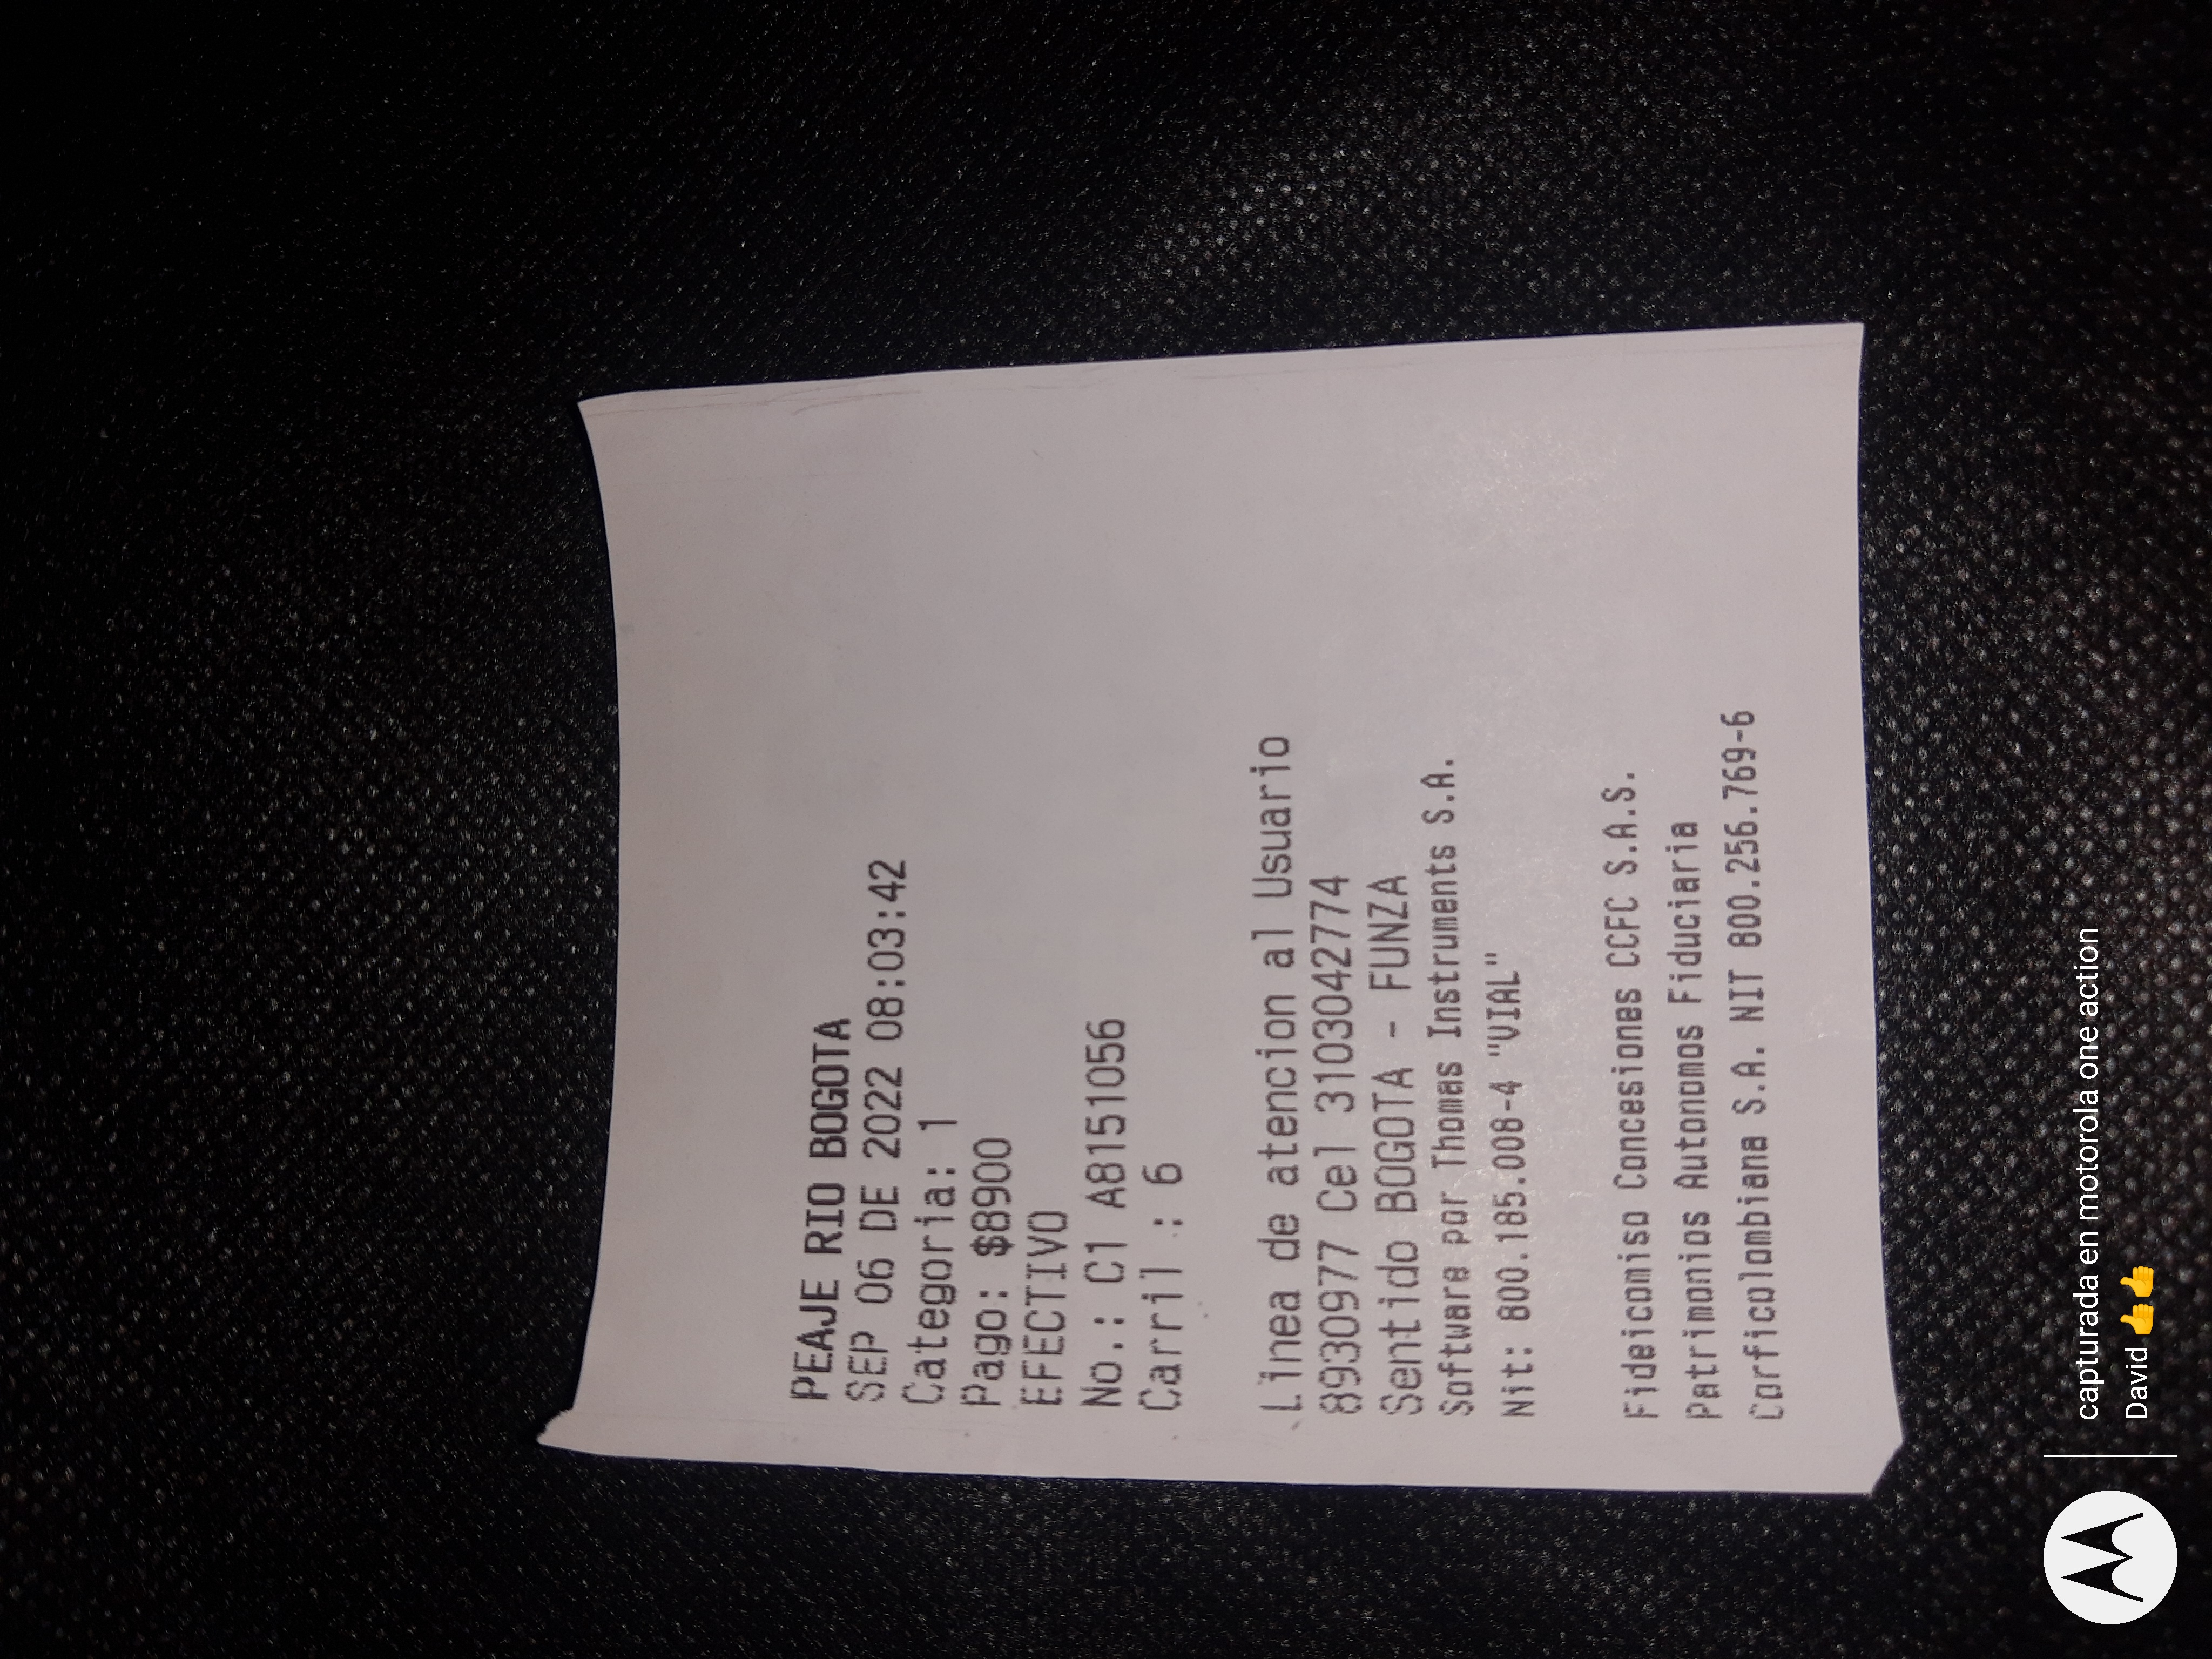 PEAJE RIO BOGOTA
SEP 06 DE 2022 08:03:42
Categoria: 1
Pago: $8900
EFECTIVO
No.: C1 A8151056
Carril : 6
Linea de atencion al Usuario
8930977 Cel 3103042774
Sentido BOGOTA - FUNZA
Software por Thomas Instruments S.A.
Nit: 800.185.008-4 "VIAL"
Fideicomiso Concesiones CCFC S.A.S.
Patrimonios Autonomos Fiduciaria
Corficolombiana S.A. NIT 800.256.769-6
capturada en motorola one action
David 👍👍